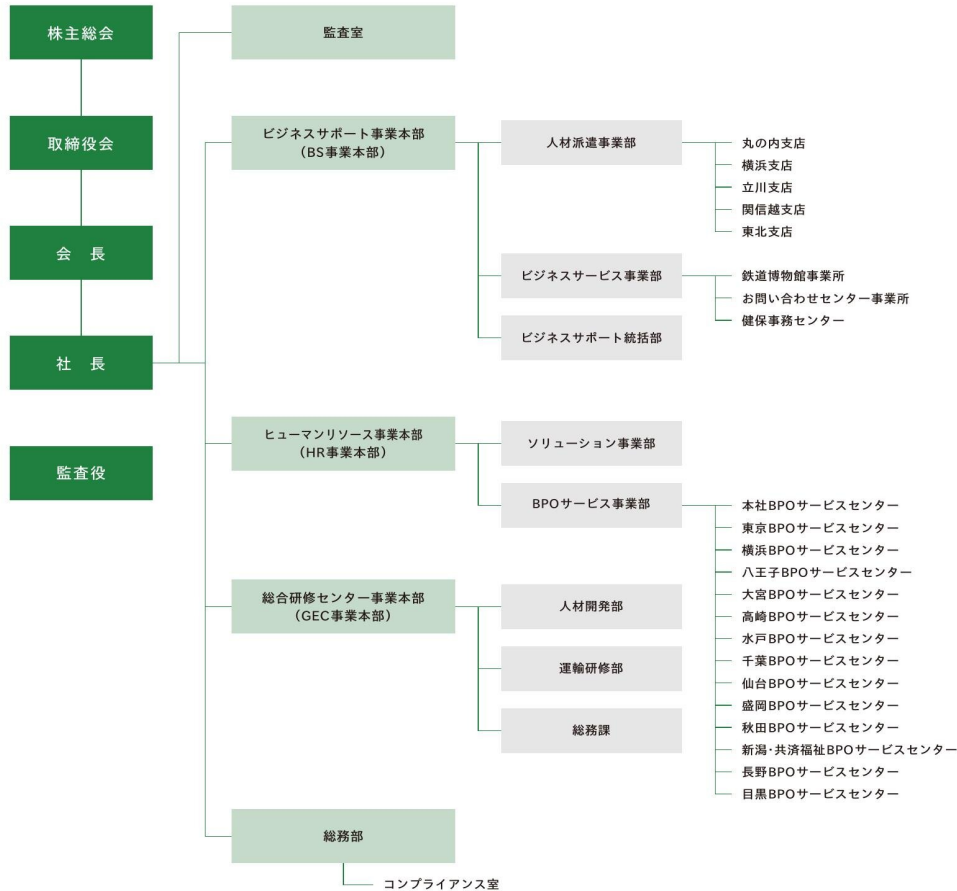 株主総会
取締役会
会 長
社 長
監査役
監査室
ビジネスサポート事業本部
(BS事業本部)
人材派遣事業部
丸の内支店
横浜支店
立川支店
関信越支店
東北支店
ビジネスサービス事業部
鉄道博物館事業所
お問い合わせセンター事業所
健保事務センター
ビジネスサポート統括部
ヒューマンリソース事業本部
(HR事業本部)
ソリューション事業部
BPOサービス事業部
本社BPOサービスセンター
東京BPOサービスセンター
横浜BPOサービスセンター
八王子BPOサービスセンター
大宮BPOサービスセンター
高崎BPOサービスセンター
水戸BPOサービスセンター
千葉BPOサービスセンター
仙台BPOサービスセンター
盛岡BPOサービスセンター
秋田BPOサービスセンター
新潟・共済福祉BPOサービスセンター
長野BPOサービスセンター
目黒BPOサービスセンター
総合研修センター事業本部
(GEC事業本部)
人材開発部
運輸研修部
総務課
総務部
コンプライアンス室